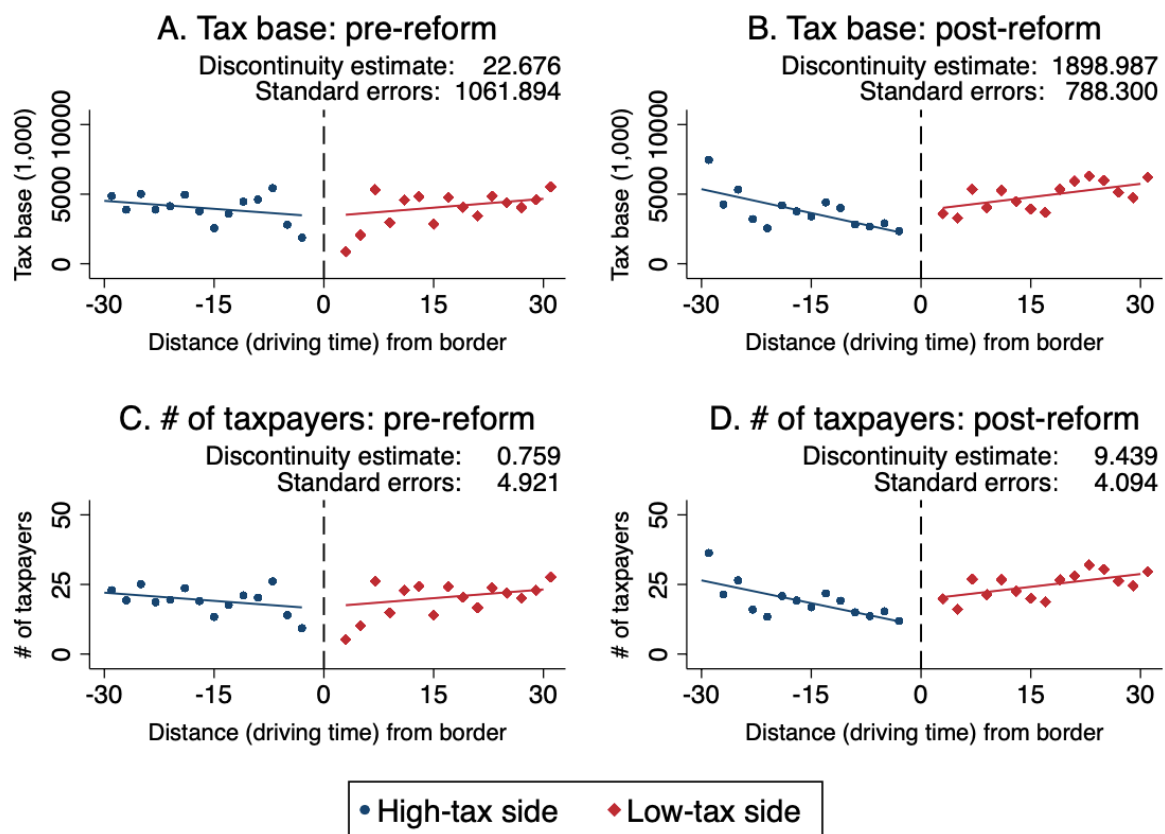 A. Tax base: pre-reform
Discontinuity estimate: 22.676
Standard errors: 1061.894
Tax base (1,000)
0 5000 10000
-30 -15 0 15 30
Distance (driving time) from border
B. Tax base: post-reform
Discontinuity estimate: 1898.987
Standard errors: 788.300
Tax base (1,000)
0 5000 10000
-30 -15 0 15 30
Distance (driving time) from border
C. # of taxpayers: pre-reform
Discontinuity estimate: 0.759
Standard errors: 4.921
# of taxpayers
0 25 50
-30 -15 0 15 30
Distance (driving time) from border
D. # of taxpayers: post-reform
Discontinuity estimate: 9.439
Standard errors: 4.094
# of taxpayers
0 25 50
-30 -15 0 15 30
Distance (driving time) from border
High-tax side
Low-tax side